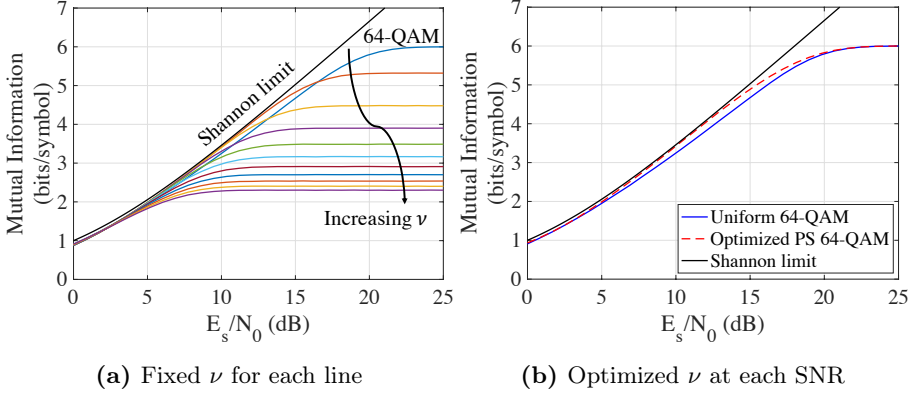 7
6
5
4
3
2
1
0
Mutual Information
(bits/symbol)
64-QAM
Shannon limit
Increasing ν
0 5 10 15 20 25
E_s/N_0 (dB)
(a) Fixed ν for each line
7
6
5
4
3
2
1
0
Mutual Information
(bits/symbol)
Uniform 64-QAM
Optimized PS 64-QAM
Shannon limit
0 5 10 15 20 25
E_s/N_0 (dB)
(b) Optimized ν at each SNR